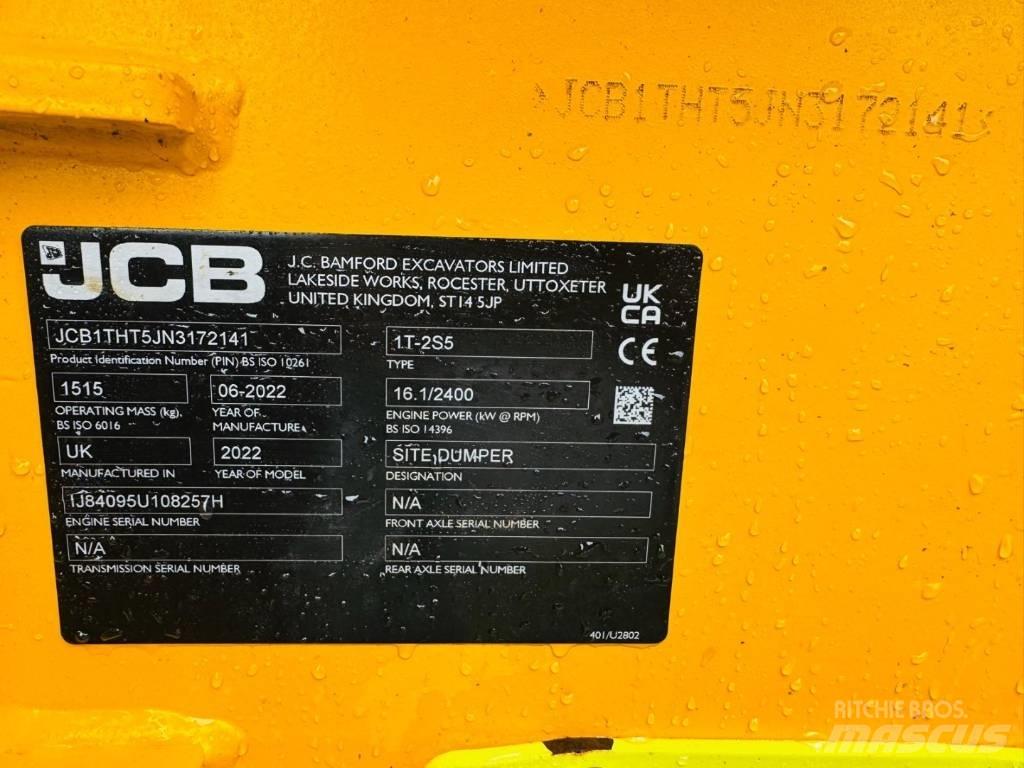 JCB1THT5JN3172141
JCB
J.C. BAMFORD EXCAVATORS LIMITED
LAKESIDE WORKS, ROCESTER, UTTOXETER
UNITED KINGDOM, ST14 5JP
UK
CA
CE
JCB1THT5JN3172141
Product Identification Number (PIN) BS ISO 10261
1T-2S5
TYPE
1515
OPERATING MASS (kg)
BS ISO 6016
06-2022
YEAR OF
MANUFACTURE
16.1/2400
ENGINE POWER (kW @ RPM)
BS ISO 14396
UK
MANUFACTURED IN
2022
YEAR OF MODEL
SITE DUMPER
DESIGNATION
IJ84095U108257H
ENGINE SERIAL NUMBER
N/A
FRONT AXLE SERIAL NUMBER
N/A
TRANSMISSION SERIAL NUMBER
N/A
REAR AXLE SERIAL NUMBER
401/U2802
RITCHIE BROS.
MASCUS